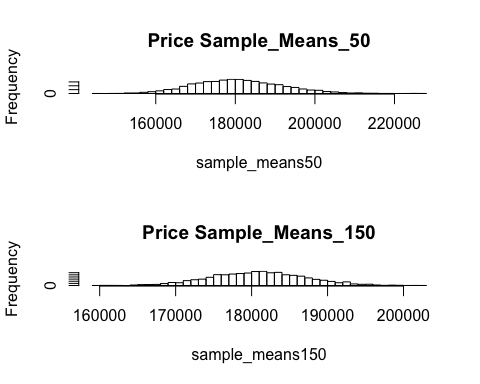 Price Sample_Means_50
Frequency
0
160000 180000 200000 220000
sample_means50
Price Sample_Means_150
Frequency
0
160000 170000 180000 190000 200000
sample_means150